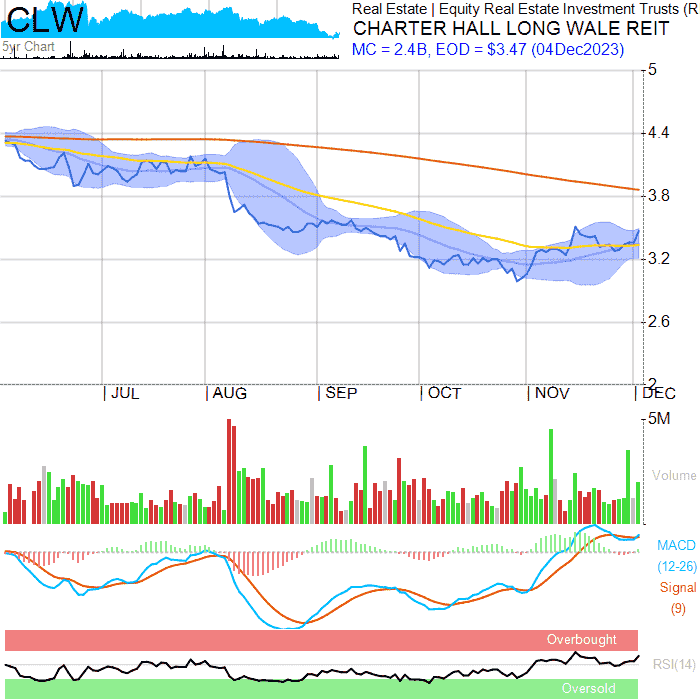 CLW
5yr Chart
Real Estate | Equity Real Estate Investment Trusts (R
CHARTER HALL LONG WALE REIT
MC = 2.4B, EOD = $3.47 (04Dec2023)
5
4.4
3.8
3.2
2.6
2
JUL AUG SEP OCT NOV DEC
5M
Volume
MACD
(12-26)
Signal
(9)
Overbought
RSI(14)
Oversold